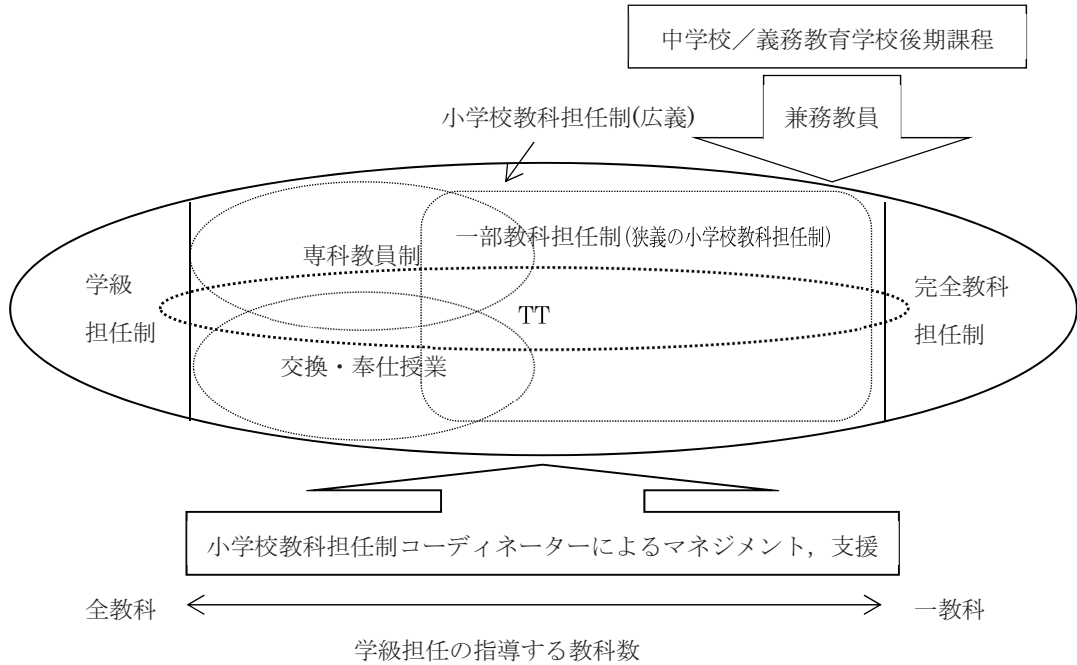 中学校／義務教育学校後期課程
兼務教員
小学校教科担任制(広義)
一部教科担任制(狭義の小学校教科担任制)
専科教員制
学級
担任制
TT
完全教科
担任制
交換・奉仕授業
小学校教科担任制コーディネーターによるマネジメント，支援
全教科
一教科
学級担任の指導する教科数